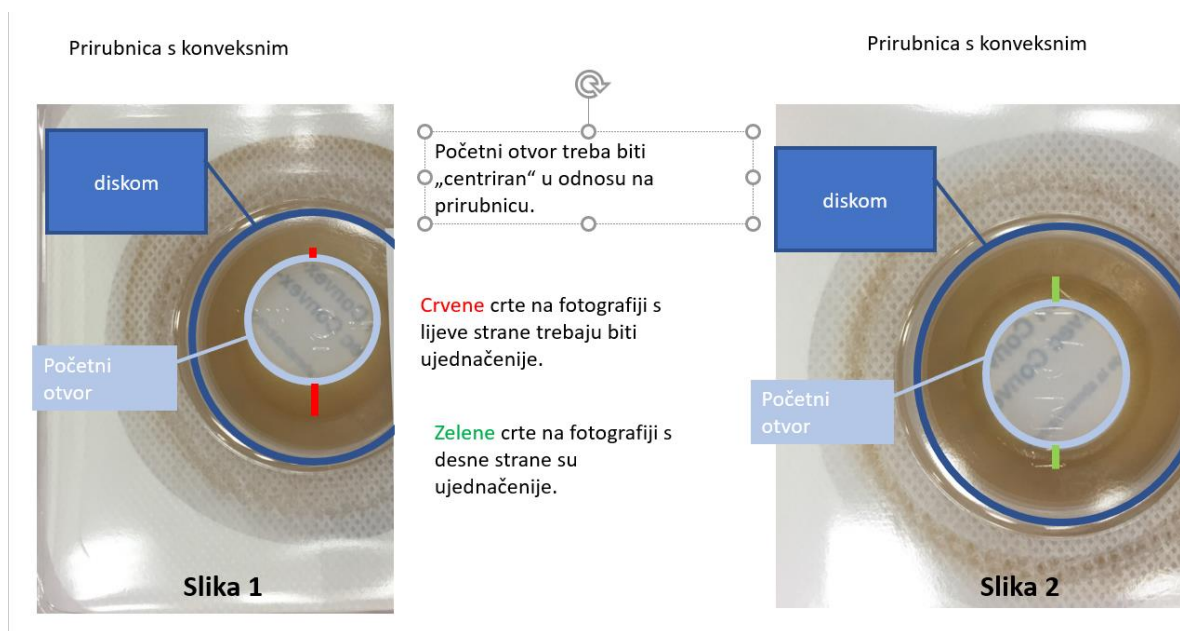 Prirubnica s konveksnim
diskom
Početni
otvor
Convex
Convex
Slika 1
Početni otvor treba biti
„centriran“ u odnosu na
prirubnicu.
Crvene crte na fotografiji s
lijeve strane trebaju biti
ujednačenije.
Zelene crte na fotografiji s
desne strane su
ujednačenije.
Prirubnica s konveksnim
diskom
Početni
otvor
Slika 2